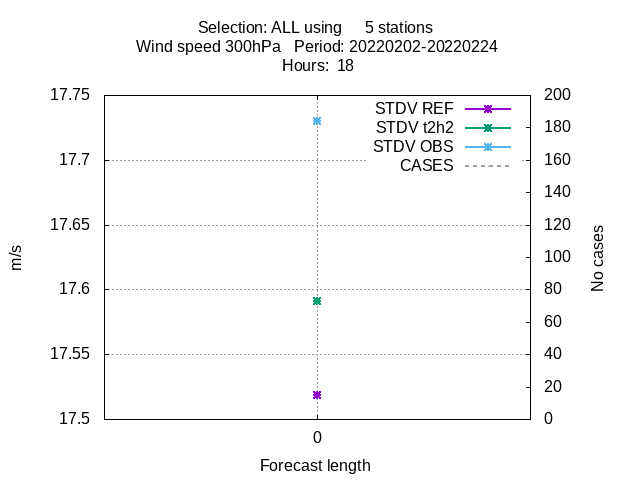 Selection: ALL using 5 stations
Wind speed 300hPa Period: 20220202-20220224
Hours: 18
17.75
17.7
17.65
17.6
17.55
17.5
m/s
STDV REF
STDV t2h2
STDV OBS
CASES
200
180
160
140
120
100
80
60
40
20
0
No cases
0
Forecast length